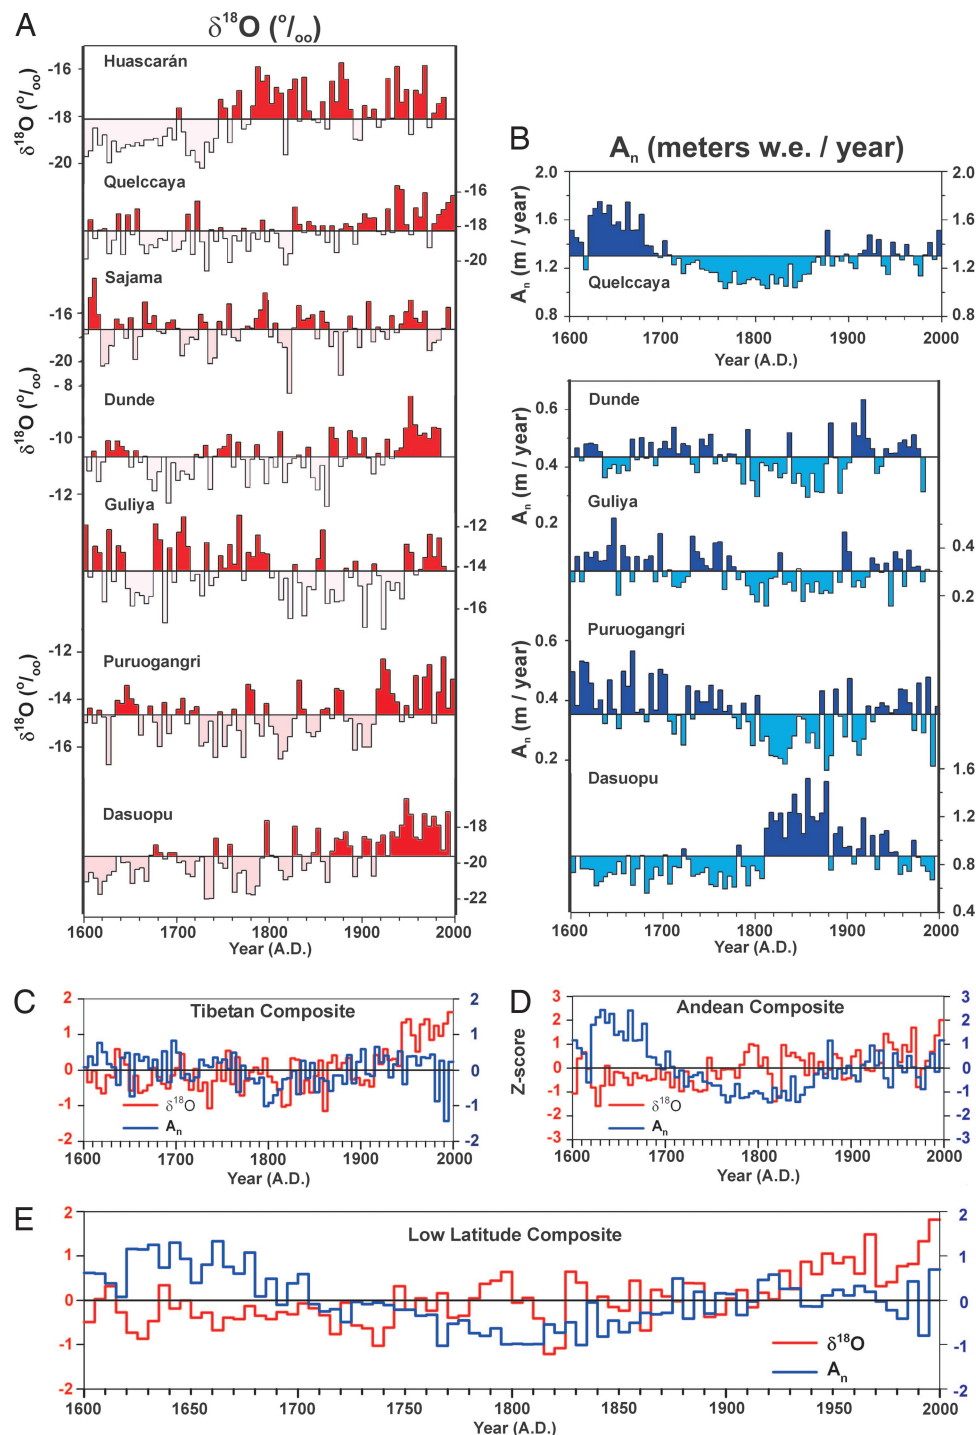 A
δ¹⁸O (°/₀₀)
Huascarán
δ¹⁸O (°/₀₀)
-16
-18
-20
Quelccaya
-16
-18
-20
Sajama
-16
-20
δ¹⁸O (°/₀₀)
-8
-10
-12
Dunde
Guliya
-12
-14
-16
δ¹⁸O (°/₀₀)
-12
-14
-16
Puruogangri
Dasuopu
-18
-20
-22
1600 1700 1800 1900 2000
Year (A.D.)
B
Aₙ (meters w.e. / year)
Aₙ (m / year)
2.0
1.6
1.2
0.8
2.0
1.6
1.2
0.8
Quelccaya
1600 1700 1800 1900 2000
Year (A.D.)
Aₙ (m / year)
0.6
0.4
0.2
Dunde
Guliya
0.4
0.2
Aₙ (m / year)
0.6
0.4
0.2
Puruogangri
Dasuopu
1.6
1.2
0.8
0.4
1600 1700 1800 1900 2000
Year (A.D.)
C
Tibetan Composite
2
1
0
-1
-2
2
1
0
-1
-2
δ¹⁸O
Aₙ
1600 1700 1800 1900 2000
Year (A.D.)
D
Andean Composite
Z-score
3
2
1
0
-1
-2
-3
3
2
1
0
-1
-2
-3
δ¹⁸O
Aₙ
1600 1700 1800 1900 2000
Year (A.D.)
E
Low Latitude Composite
2
1
0
-1
-2
2
1
0
-1
-2
δ¹⁸O
Aₙ
1600 1650 1700 1750 1800 1850 1900 1950 2000
Year (A.D.)